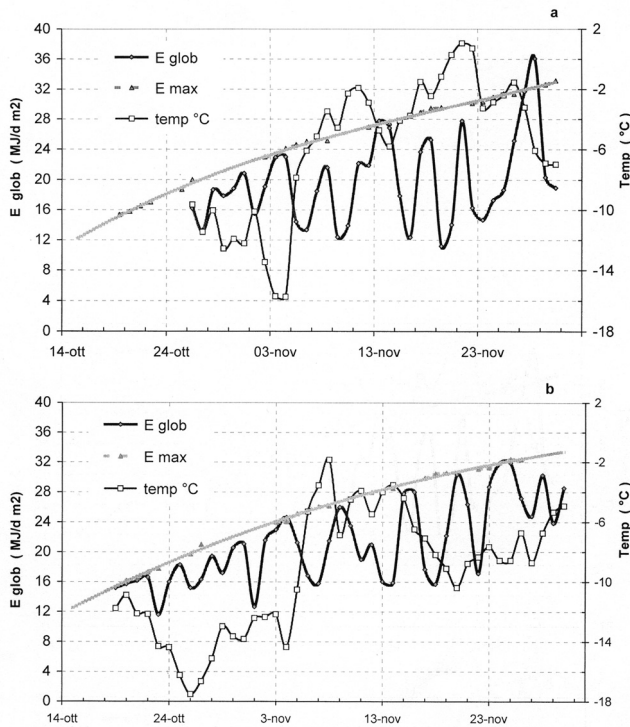 a
E glob
E max
temp °C
E glob ( MJ/d m2)
40
36
32
28
24
20
16
12
8
4
0
2
-2
-6
-10
-14
-18
Temp ( °C)
14-ott 24-ott 03-nov 13-nov 23-nov
b
E glob
E max
temp °C
E glob (MJ/d m2)
40
36
32
28
24
20
16
12
8
4
0
2
-2
-6
-10
-14
-18
Temp ( °C)
14-ott 24-ott 3-nov 13-nov 23-nov